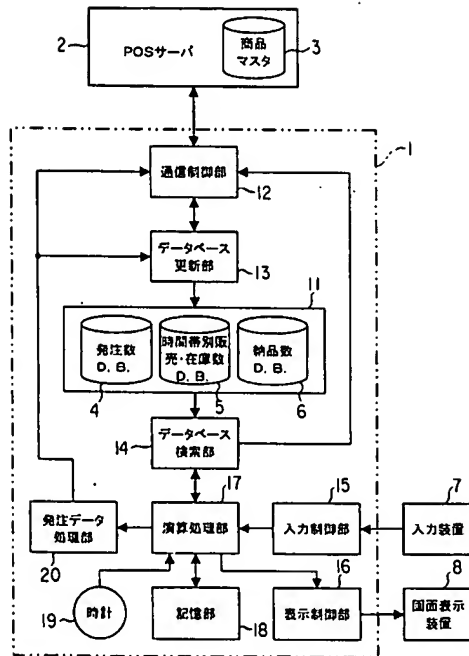 2
POSサーバ
商品
マスタ
3
1
通信制御部
12
データベース
更新部
13
11
発注数
D. B.
時間帯別販
売・在庫数
D. B.
納品数
D. B.
4
5
6
データベース
検索部
14
17
15
7
発注データ
処理部
演算処理部
入力制御部
入力装置
20
16
8
時計
19
記憶部
18
表示制御部
画面表示
装置